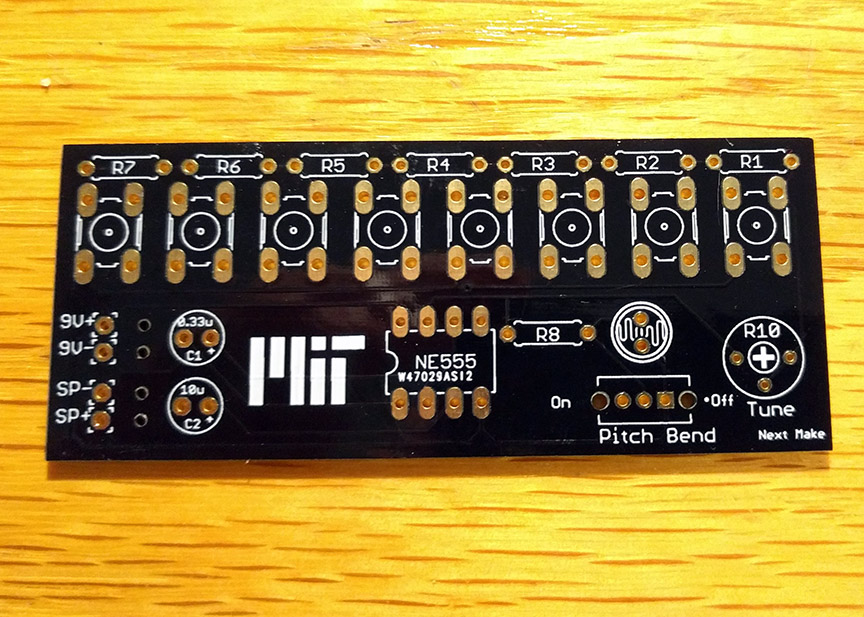 R7 R6 R5 R4 R3 R2 R1
9V+
9V-
SP-
SP+
0.33u
C1 +
10u
C2 +
MIT
NE555
W47029AS12
R8
On
•Off
Pitch Bend
R10
Tune
Next Make